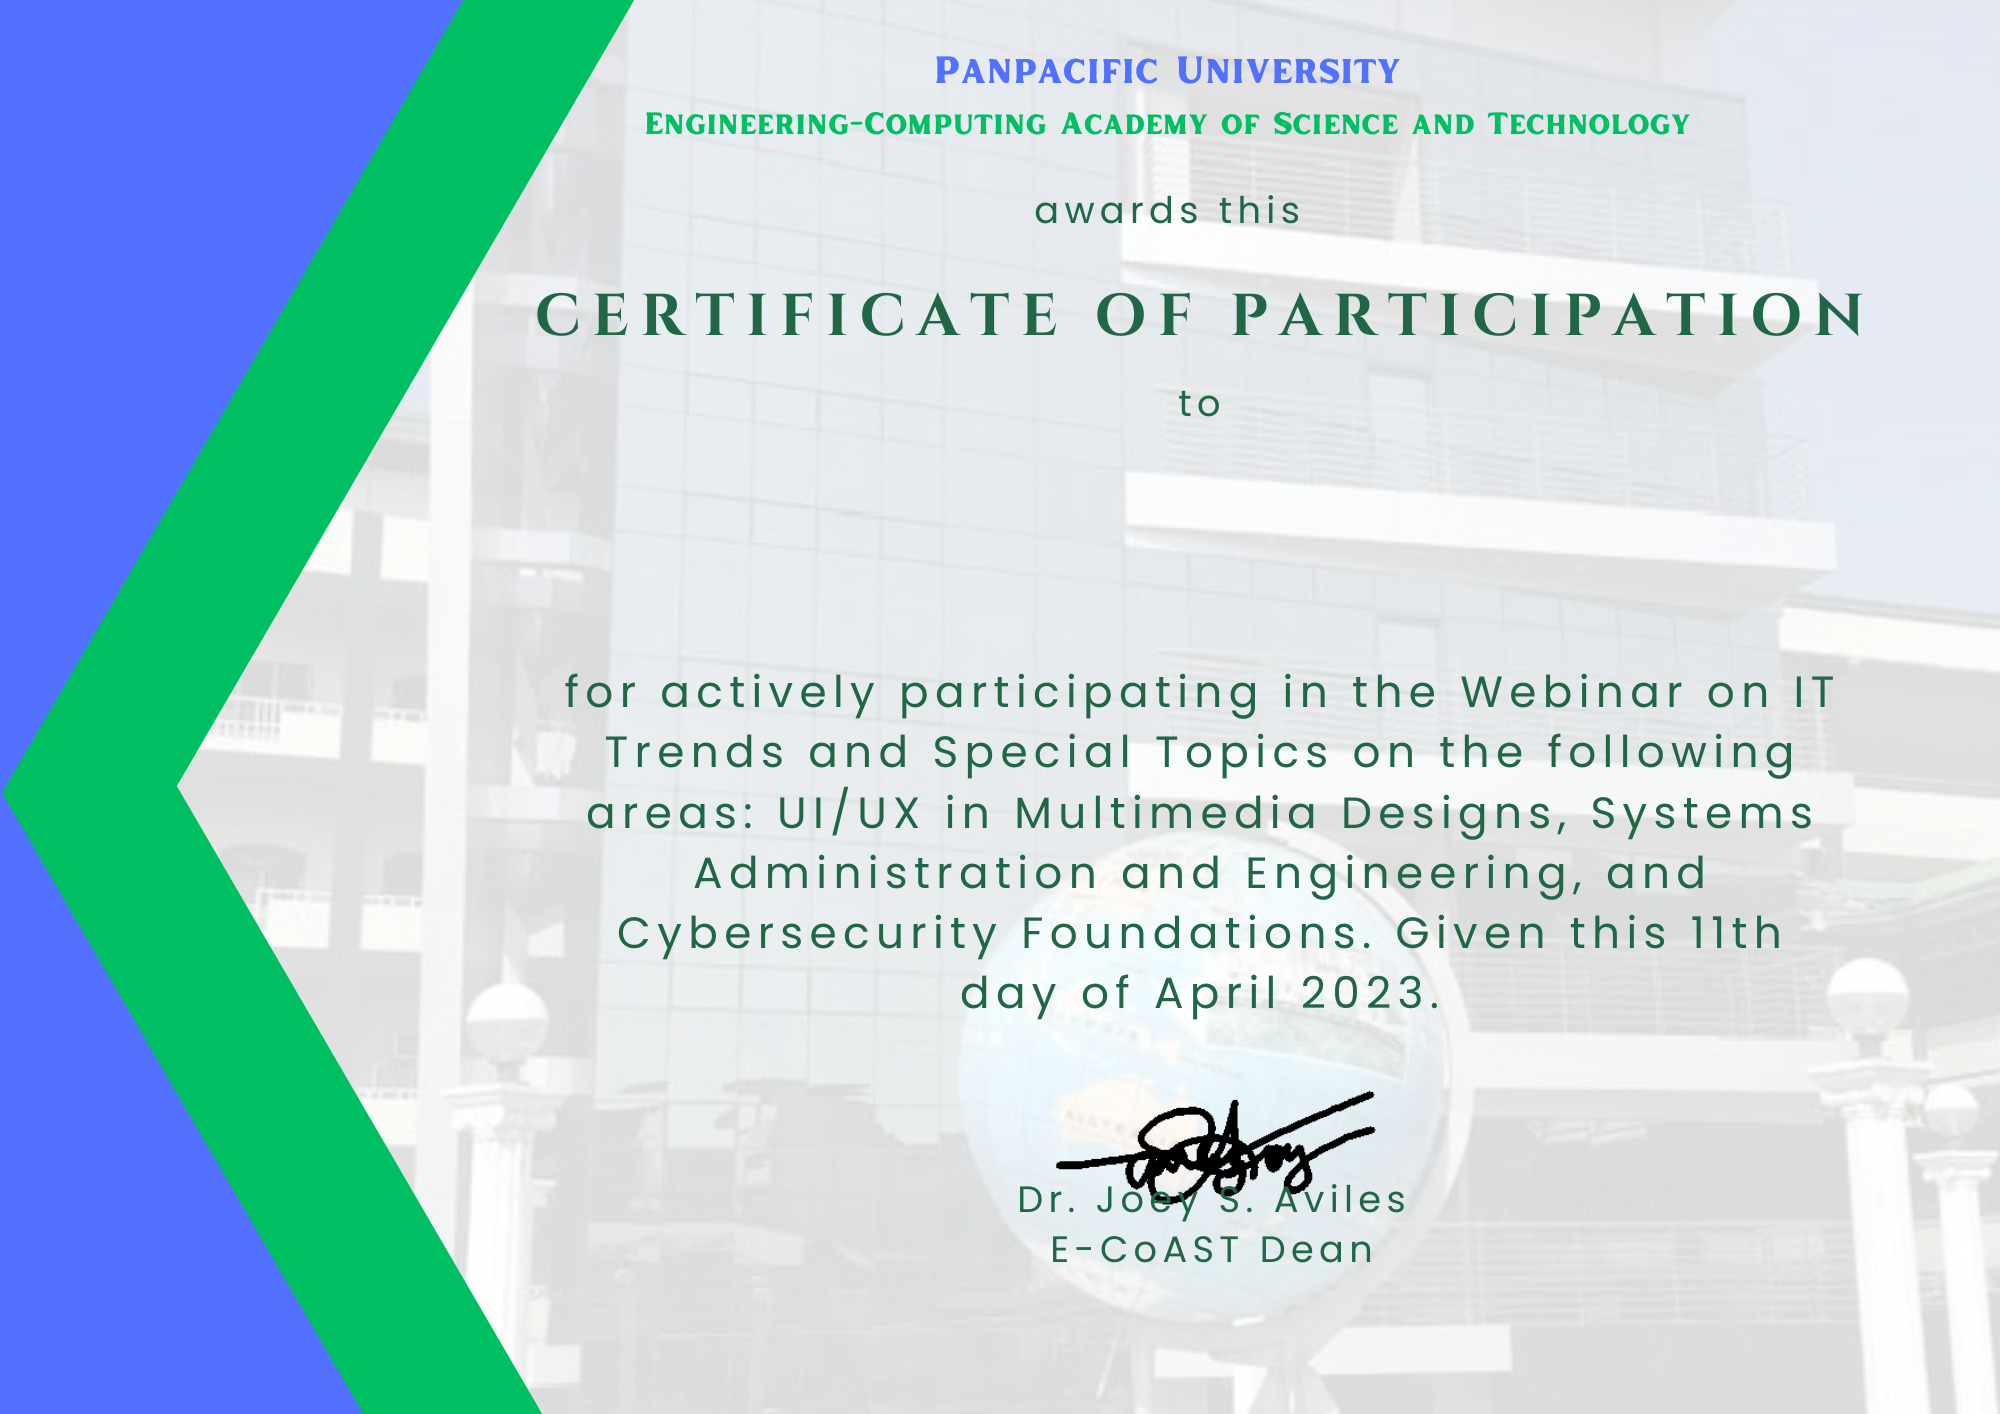 Panpacific University
Engineering-Computing Academy of Science and Technology
awards this
CERTIFICATE OF PARTICIPATION
to
for actively participating in the Webinar on IT
Trends and Special Topics on the following
areas: UI/UX in Multimedia Designs, Systems
Administration and Engineering, and
Cybersecurity Foundations. Given this 11th
day of April 2023.
Dr. Joey S. Aviles
E-CoAST Dean